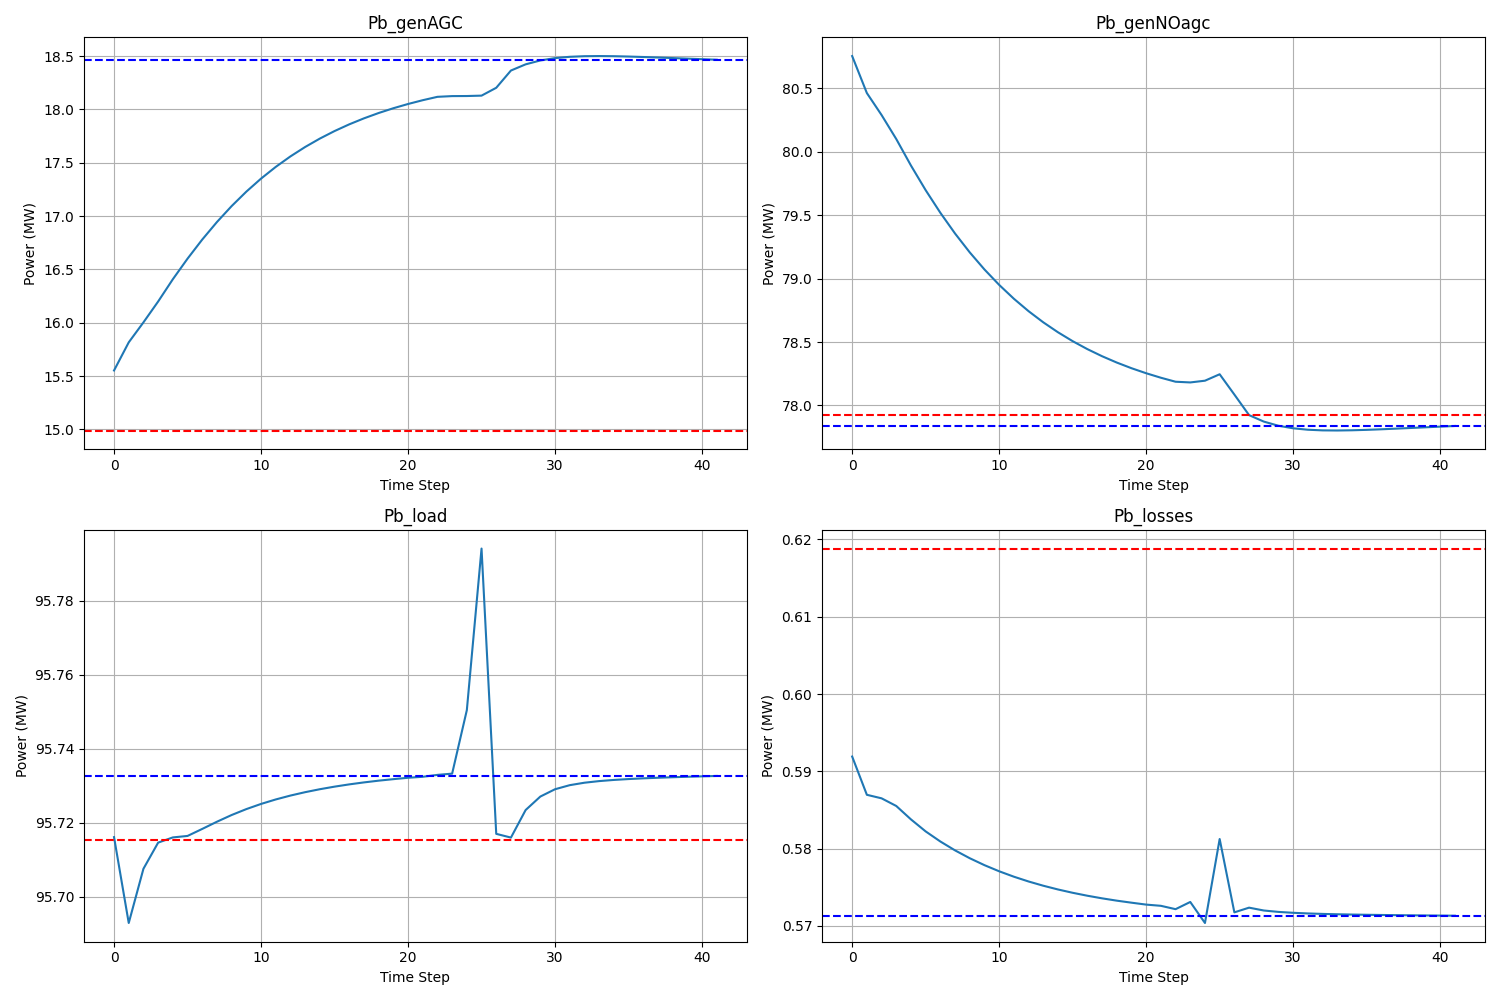 Pb_genAGC
Power (MW)
18.5
18.0
17.5
17.0
16.5
16.0
15.5
15.0
0 10 20 30 40
Time Step
Pb_genNOagc
Power (MW)
80.5
80.0
79.5
79.0
78.5
78.0
0 10 20 30 40
Time Step
Pb_load
Power (MW)
95.78
95.76
95.74
95.72
95.70
0 10 20 30 40
Time Step
Pb_losses
Power (MW)
0.62
0.61
0.60
0.59
0.58
0.57
0 10 20 30 40
Time Step